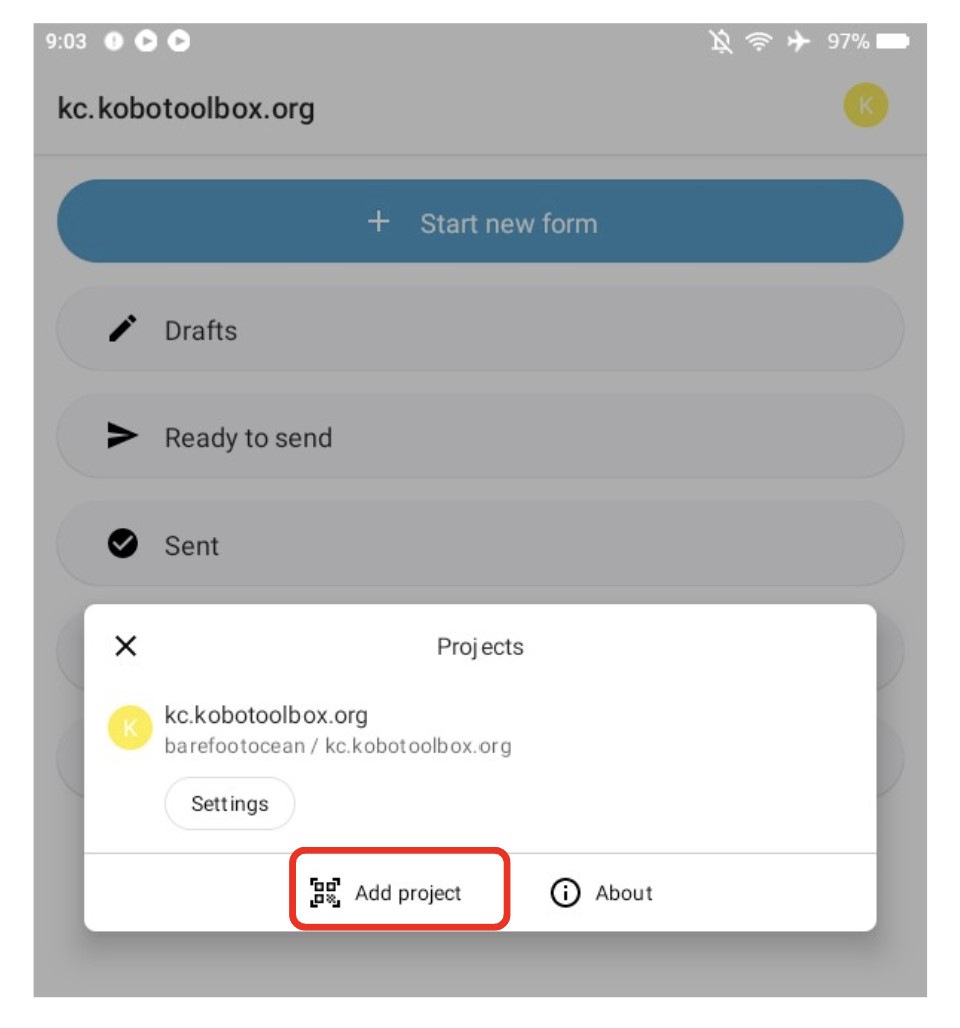 9:03 97%
kc.kobotoolbox.org K
+ Start new form
Drafts
Ready to send
Sent
Projects
K kc.kobotoolbox.org
barefootocean / kc.kobotoolbox.org
Settings
Add project About